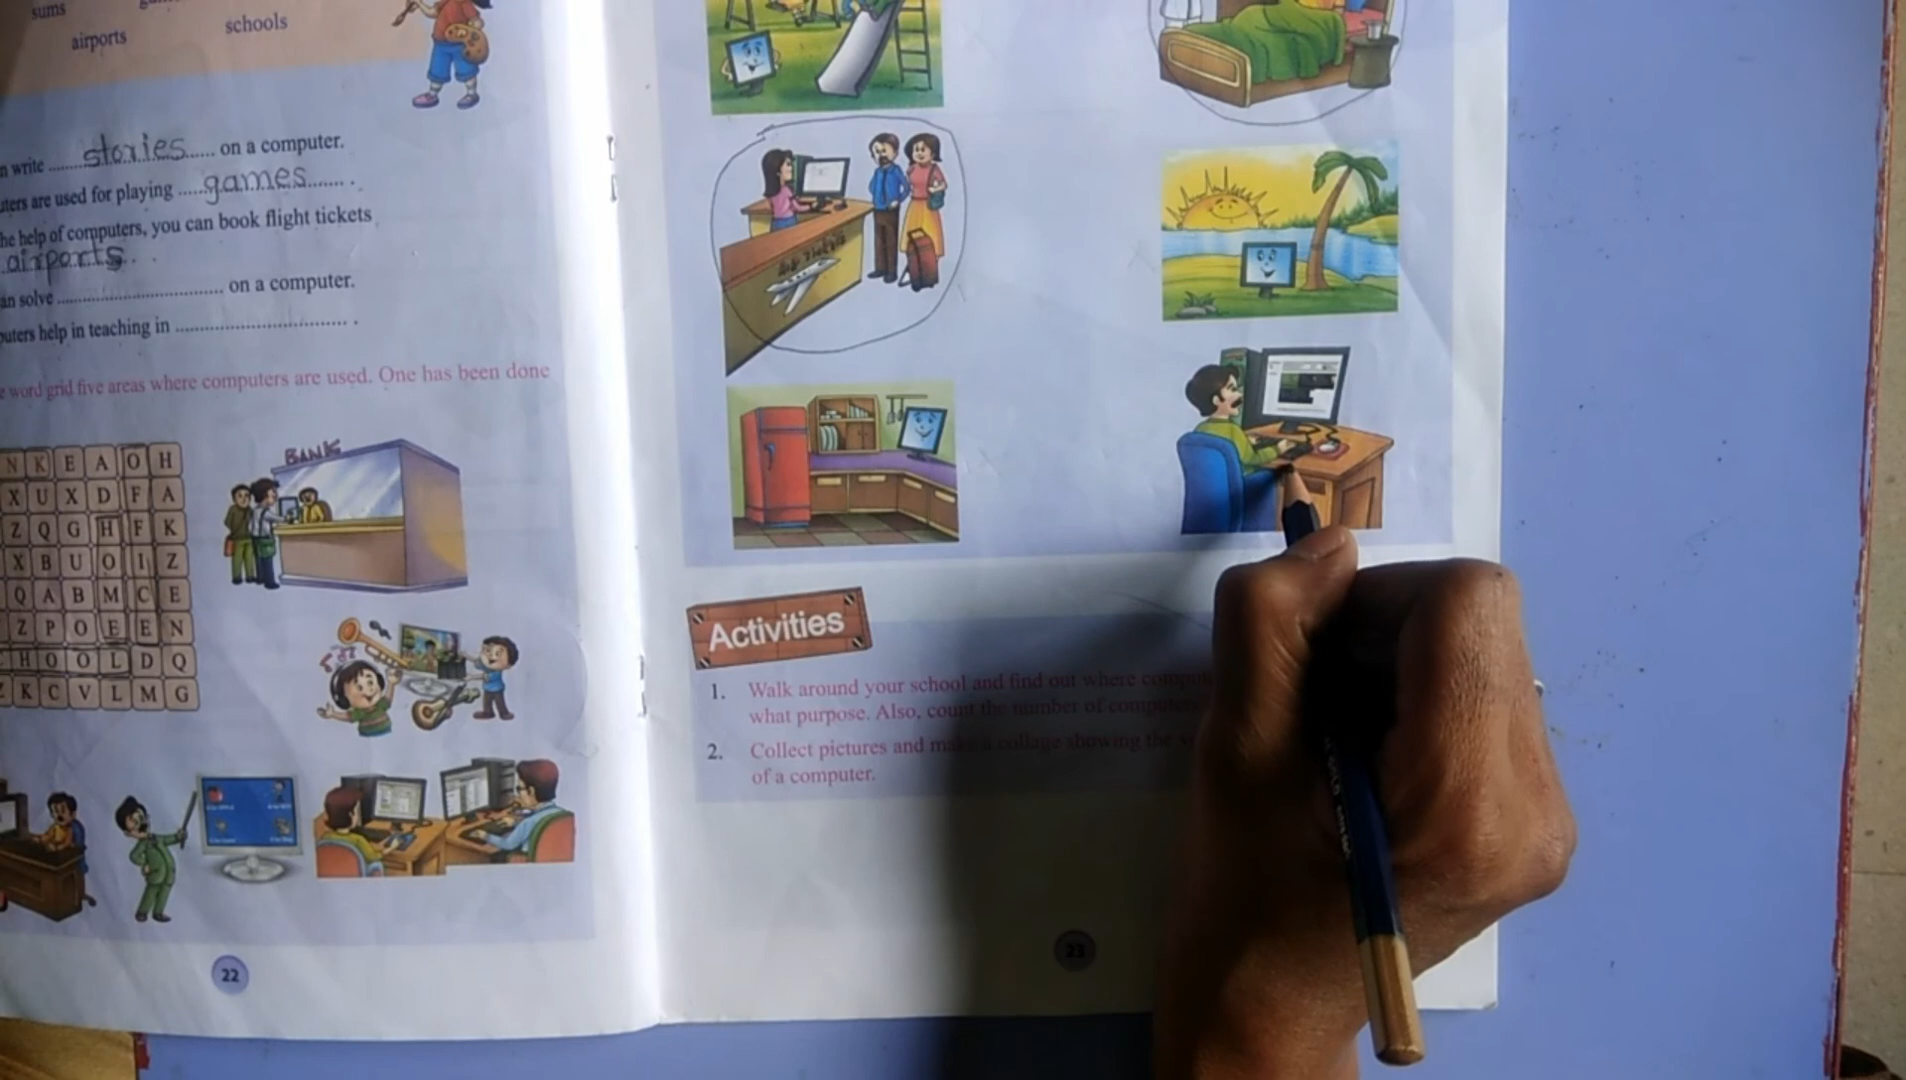 sums
airports
schools
n write stories on a computer.
uters are used for playing games.
he help of computers, you can book flight tickets
airports.
an solve on a computer.
puters help in teaching in .
e word grid five areas where computers are used. One has been done
N K E A O H
X U X D F A
Z Q G H F K
X B U O I Z
Q A B M C E
Z P O E E N
H O O L D Q
K C V L M G
BANK
22
Activities
1. Walk around your school and find out where compu
what purpose. Also, count the number of computers
2. Collect pictures and make a collage showing the
of a computer.
23